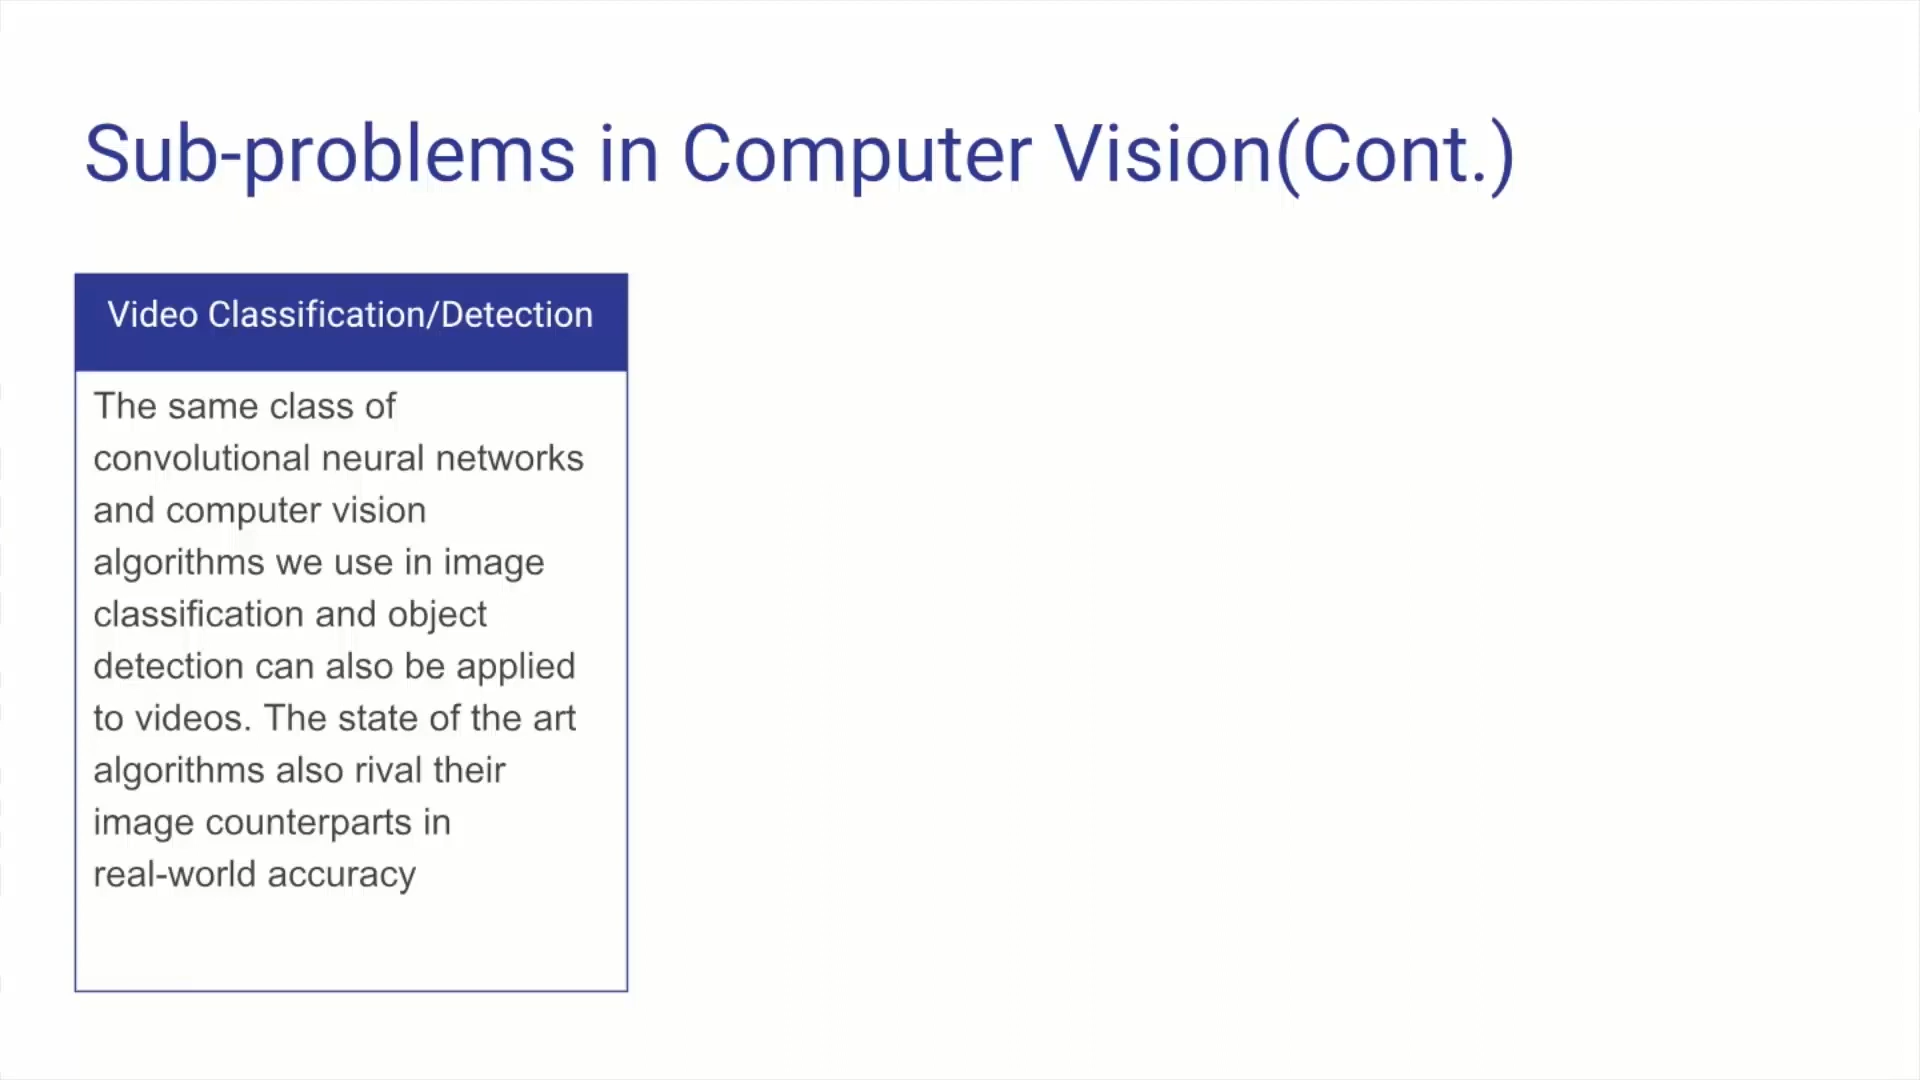 Sub-problems in Computer Vision(Cont.)
Video Classification/Detection
The same class of
convolutional neural networks
and computer vision
algorithms we use in image
classification and object
detection can also be applied
to videos. The state of the art
algorithms also rival their
image counterparts in
real-world accuracy